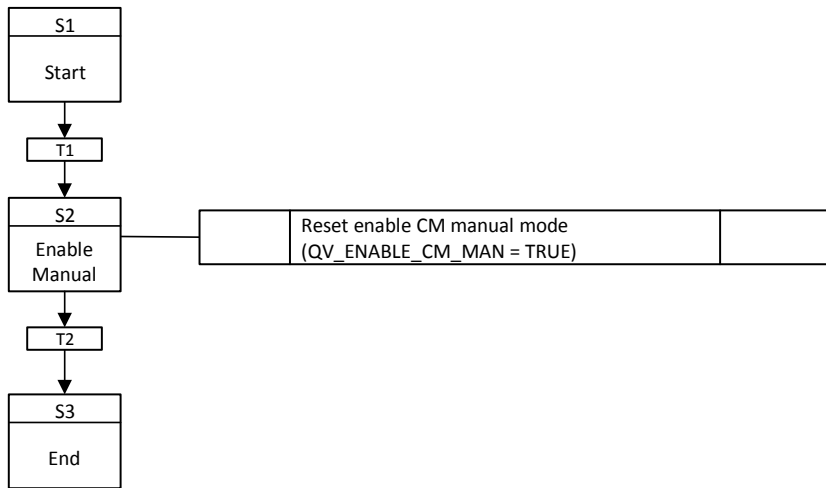 S1
Start
T1
S2
Enable
Manual
Reset enable CM manual mode
(QV_ENABLE_CM_MAN = TRUE)
T2
S3
End